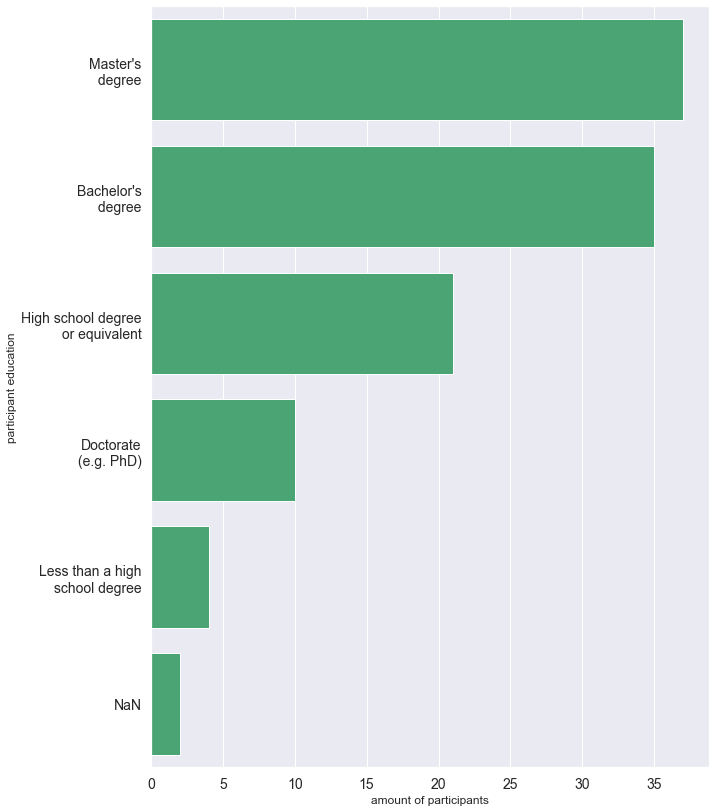 Master's
degree
Bachelor's
degree
High school degree
or equivalent
participant education
Doctorate
(e.g. PhD)
Less than a high
school degree
NaN
0 5 10 15 20 25 30 35
amount of participants